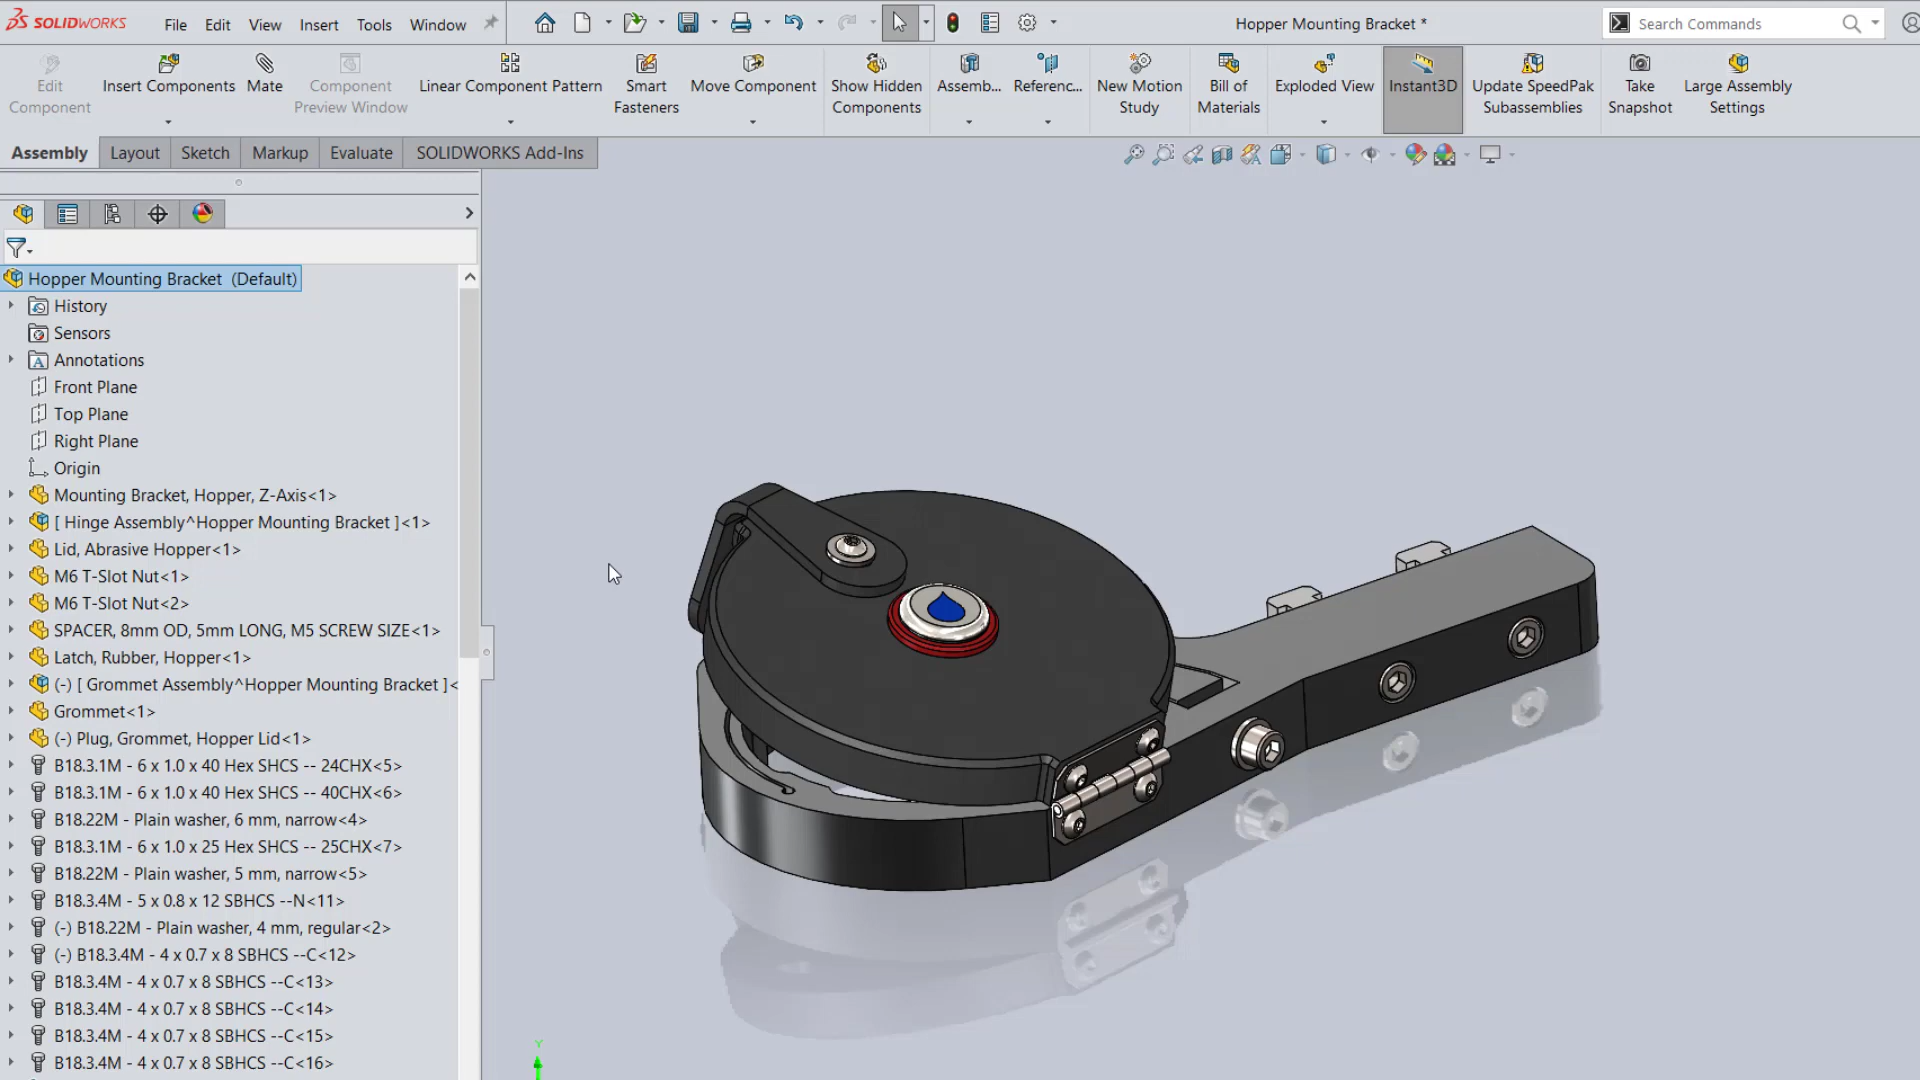 SOLIDWORKS File Edit View Insert Tools Window Hopper Mounting Bracket * Search Commands
Edit Component
Insert Components
Mate
Component Preview Window
Linear Component Pattern
Smart Fasteners
Move Component
Show Hidden Components
Assemb...
Referenc...
New Motion Study
Bill of Materials
Exploded View
Instant3D
Update SpeedPak Subassemblies
Take Snapshot
Large Assembly Settings
Assembly Layout Sketch Markup Evaluate SOLIDWORKS Add-Ins
Hopper Mounting Bracket (Default)
History
Sensors
Annotations
Front Plane
Top Plane
Right Plane
Origin
Mounting Bracket, Hopper, Z-Axis<1>
[ Hinge Assembly^Hopper Mounting Bracket ]<1>
Lid, Abrasive Hopper<1>
M6 T-Slot Nut<1>
M6 T-Slot Nut<2>
SPACER, 8mm OD, 5mm LONG, M5 SCREW SIZE<1>
Latch, Rubber, Hopper<1>
(-) [ Grommet Assembly^Hopper Mounting Bracket ]<
Grommet<1>
(-) Plug, Grommet, Hopper Lid<1>
B18.3.1M - 6 x 1.0 x 40 Hex SHCS -- 24CHX<5>
B18.3.1M - 6 x 1.0 x 40 Hex SHCS -- 40CHX<6>
B18.22M - Plain washer, 6 mm, narrow<4>
B18.3.1M - 6 x 1.0 x 25 Hex SHCS -- 25CHX<7>
B18.22M - Plain washer, 5 mm, narrow<5>
B18.3.4M - 5 x 0.8 x 12 SBHCS --N<11>
(-) B18.22M - Plain washer, 4 mm, regular<2>
(-) B18.3.4M - 4 x 0.7 x 8 SBHCS --C<12>
B18.3.4M - 4 x 0.7 x 8 SBHCS --C<13>
B18.3.4M - 4 x 0.7 x 8 SBHCS --C<14>
B18.3.4M - 4 x 0.7 x 8 SBHCS --C<15>
B18.3.4M - 4 x 0.7 x 8 SBHCS --C<16>
Y